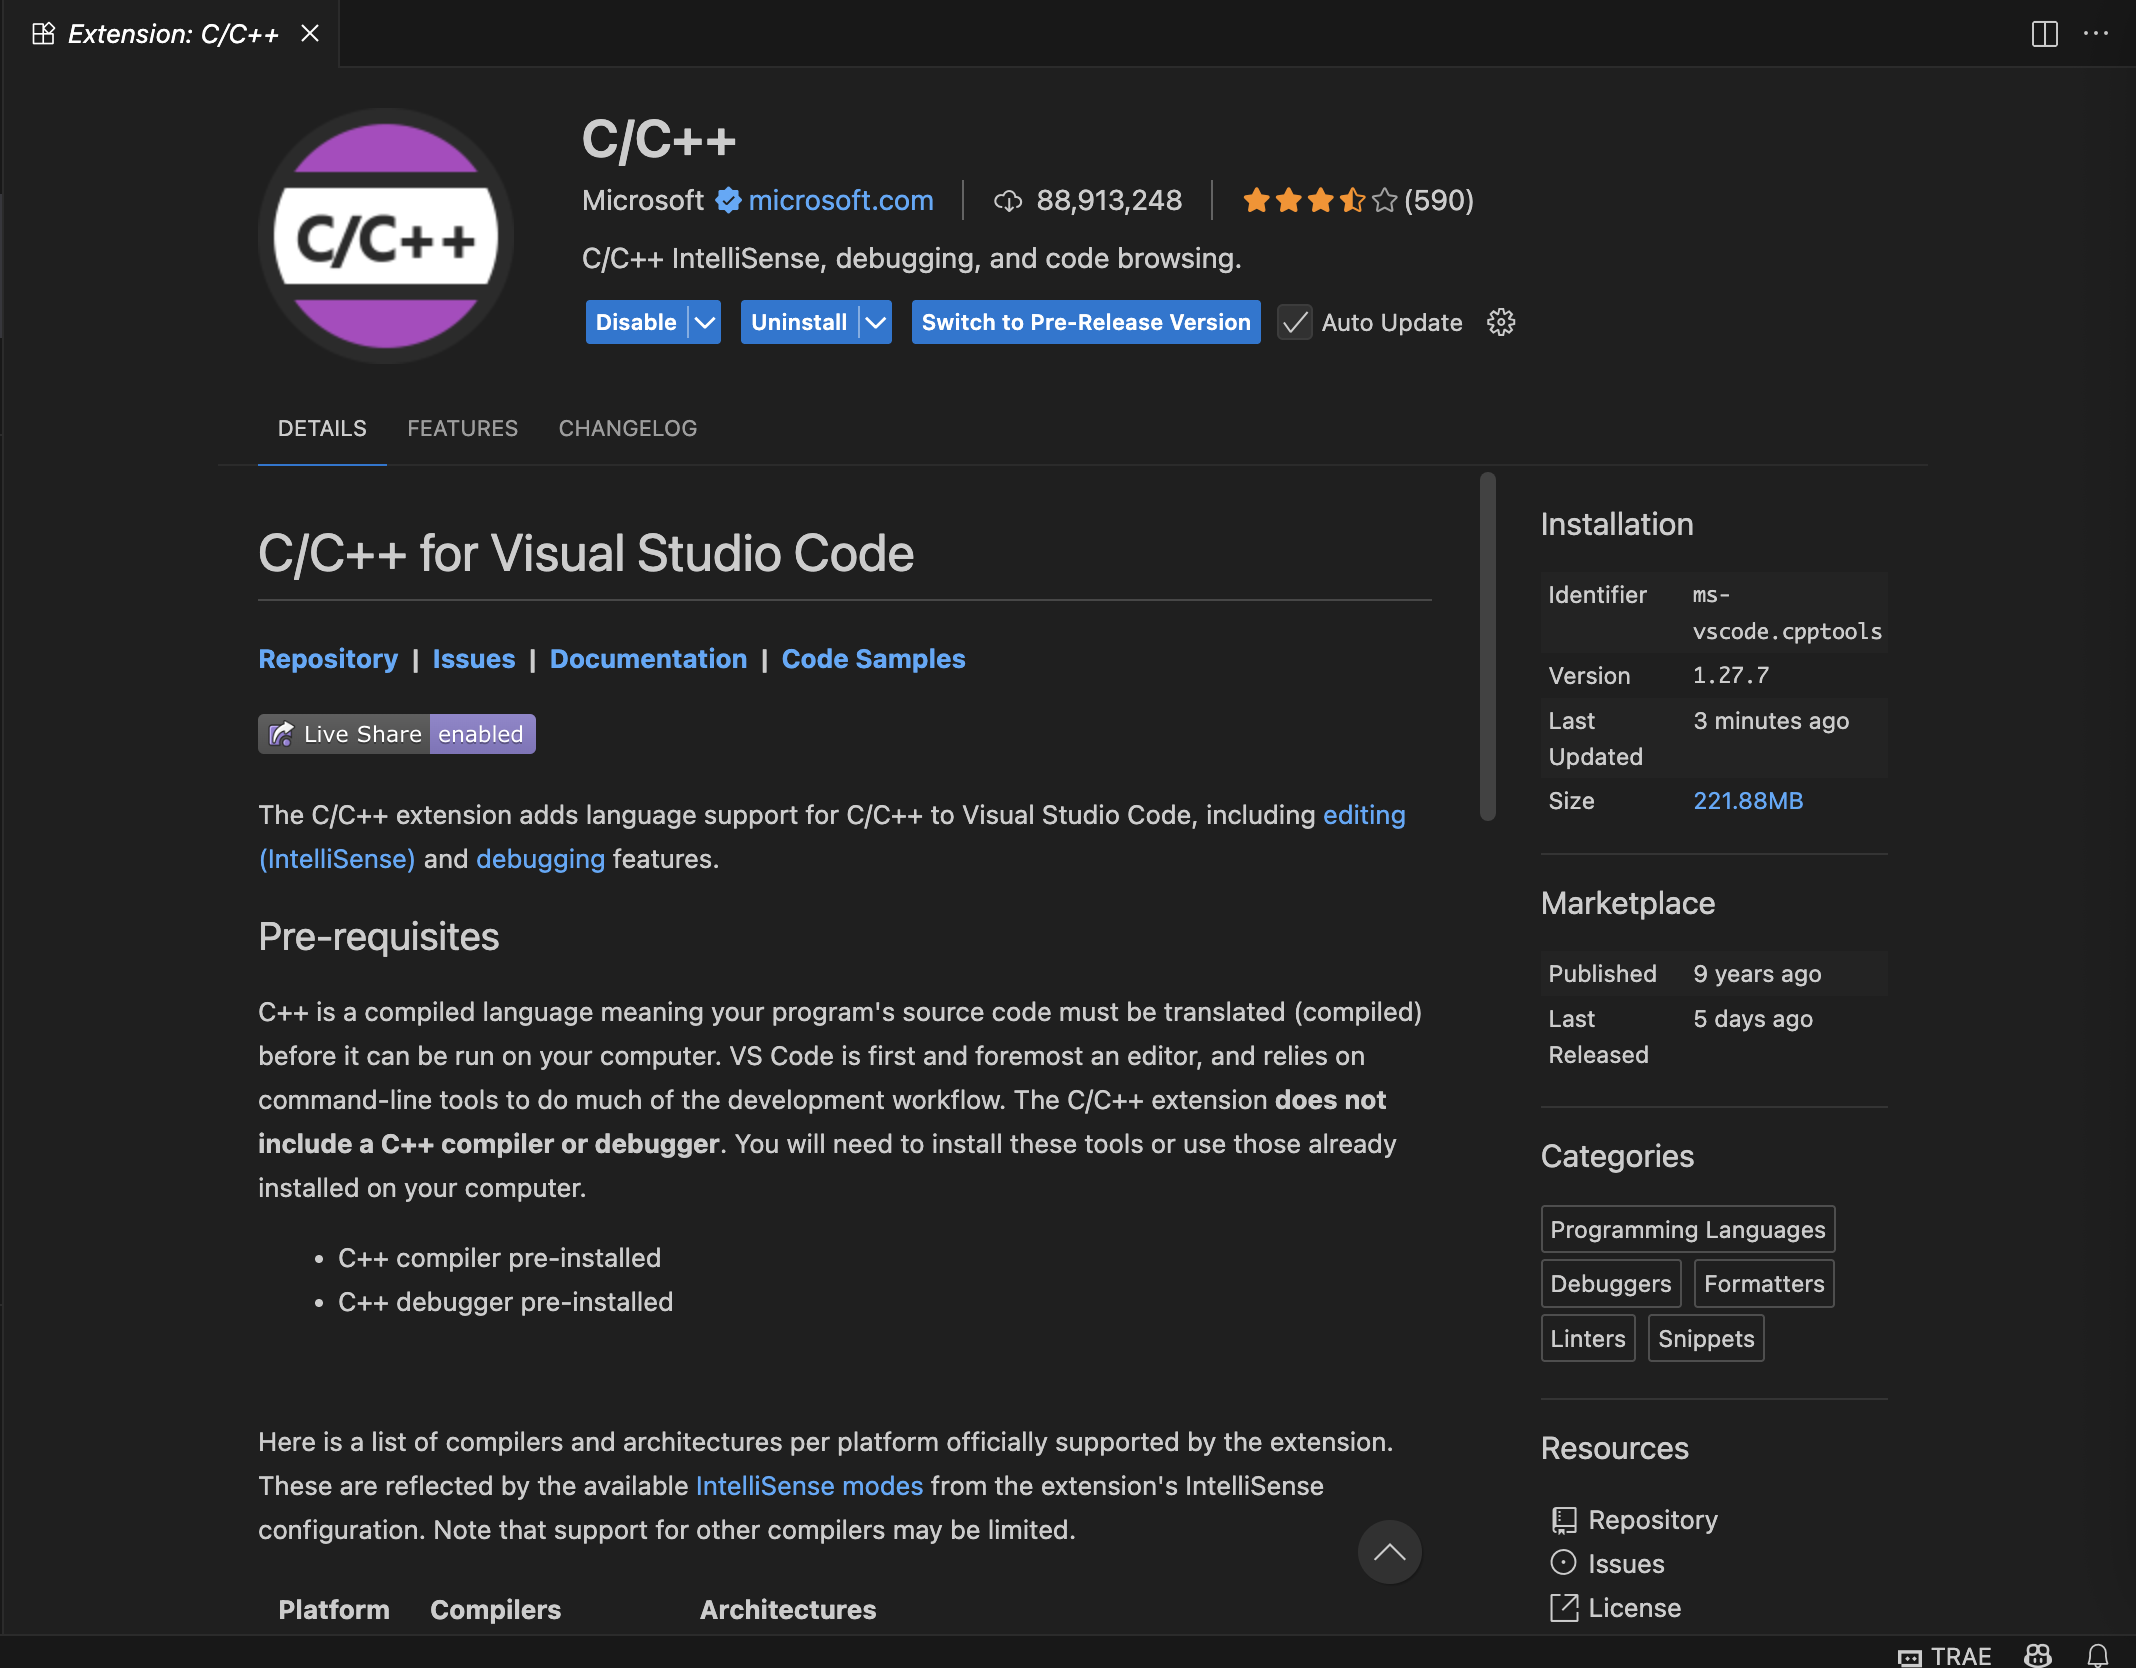 Extension: C/C++
C/C++
C/C++
Microsoft microsoft.com 88,913,248 (590)
C/C++ IntelliSense, debugging, and code browsing.
Disable Uninstall Switch to Pre-Release Version Auto Update
DETAILS FEATURES CHANGELOG
C/C++ for Visual Studio Code
Repository | Issues | Documentation | Code Samples
Live Share enabled
The C/C++ extension adds language support for C/C++ to Visual Studio Code, including editing
(IntelliSense) and debugging features.
Pre-requisites
C++ is a compiled language meaning your program's source code must be translated (compiled)
before it can be run on your computer. VS Code is first and foremost an editor, and relies on
command-line tools to do much of the development workflow. The C/C++ extension does not
include a C++ compiler or debugger. You will need to install these tools or use those already
installed on your computer.
• C++ compiler pre-installed
• C++ debugger pre-installed
Here is a list of compilers and architectures per platform officially supported by the extension.
These are reflected by the available IntelliSense modes from the extension's IntelliSense
configuration. Note that support for other compilers may be limited.
Platform Compilers Architectures
Installation
Identifier ms-
vscode.cpptools
Version 1.27.7
Last 3 minutes ago
Updated
Size 221.88MB
Marketplace
Published 9 years ago
Last 5 days ago
Released
Categories
Programming Languages
Debuggers Formatters
Linters Snippets
Resources
Repository
Issues
License
TRAE